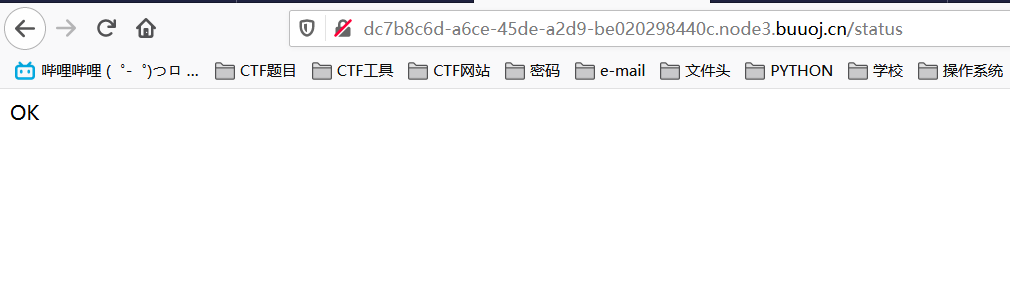 dc7b8c6d-a6ce-45de-a2d9-be020298440c.node3.buuoj.cn/status
哔哩哔哩 ( ゜- ゜)つロ ... CTF题目 CTF工具 CTF网站 密码 e-mail 文件头 PYTHON 学校 操作系统
OK